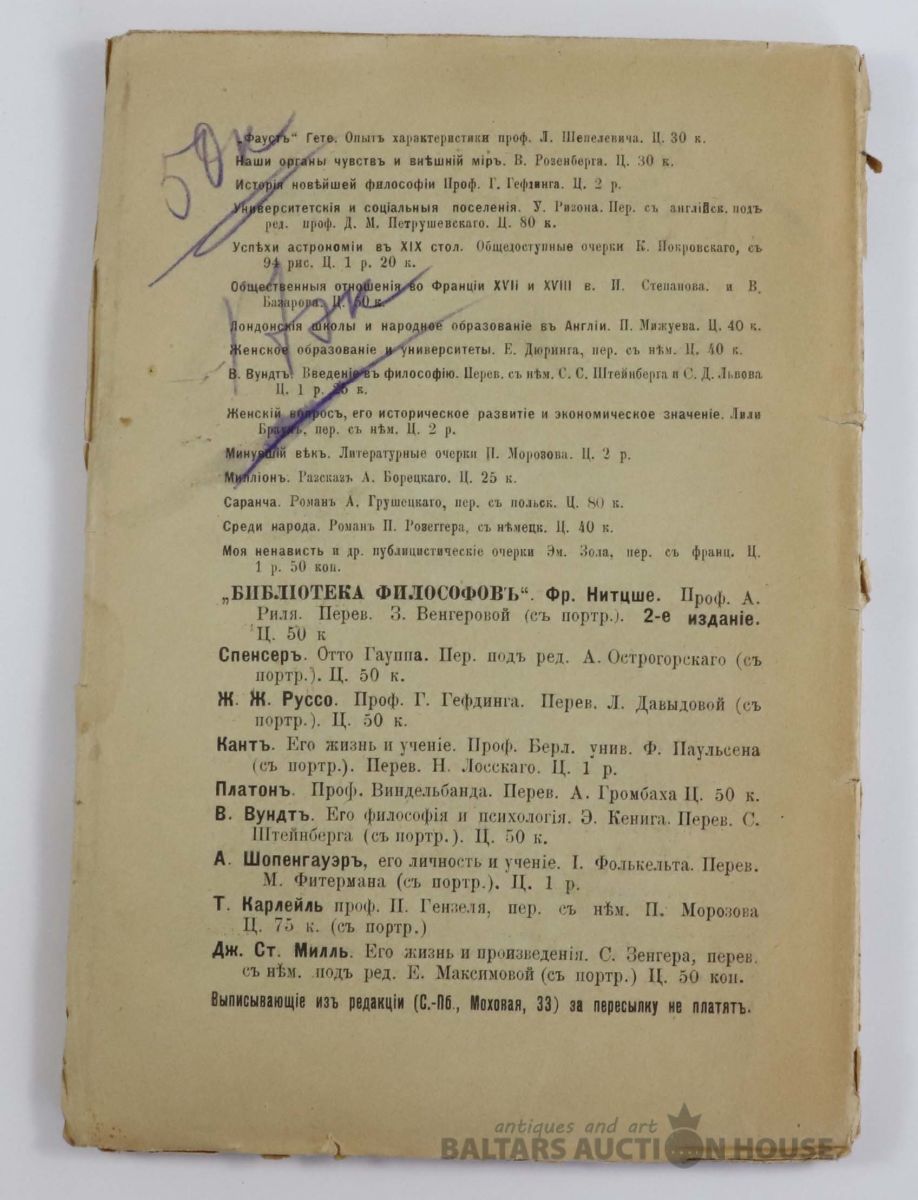 „Фаустъ“ Гете. Опытъ характеристики проф. Л. Шепелевича. Ц. 30 к.
Наши органы чувствъ и внѣшній міръ. В. Розенберга. Ц. 30 к.
Исторія новѣйшей философіи Проф. Г. Гефдинга. Ц. 2 р.
Университетскія и соціальныя поселенія. У. Ризона. Пер. съ англійск. подъ
ред. проф. Д. М. Петрушевскаго. Ц. 80 к.
Успѣхи астрономіи въ XIX стол. Общедоступные очерки К. Покровскаго, съ
94 рис. Ц. 1 р. 20 к.
Общественныя отношенія во Франціи XVII и XVIII в. И. Степанова. и В.
Базарова. Ц. 60 к.
Лондонскія школы и народное образованіе въ Англіи. П. Мижуева. Ц. 40 к.
Женское образованіе и университеты. Е. Дюринга, пер. съ нѣм. Ц. 40 к.
В. Вундтъ. Введеніе въ философію. Перев. съ нѣм. С. С. Штейнберга и С. Д. Львова
Ц. 1 р. к.
Женскій вопросъ, его историческое развитіе и экономическое значеніе. Лили
Браунъ, пер. съ нѣм. Ц. 2 р.
Минувшій вѣкъ. Литературные очерки П. Морозова. Ц. 2 р.
Милліонъ. Разсказъ А. Борецкаго. Ц. 25 к.
Саранча. Романъ А. Грушецкаго, пер. съ польск. Ц. 80 к.
Среди народа. Романъ П. Розеггера, съ нѣмецк. Ц. 40 к.
Моя ненависть и др. публицистическіе очерки Эм. Зола, пер. съ франц. Ц.
1 р. 50 коп.
„БИБЛІОТЕКА ФИЛОСОФОВЪ“. Фр. Нитцше. Проф. А.
Риля. Перев. З. Венгеровой (съ портр.). 2-е изданіе.
Ц. 50 к
Спенсеръ. Отто Гауппа. Пер. подъ ред. А. Острогорскаго (съ
портр.). Ц. 50 к.
Ж. Ж. Руссо. Проф. Г. Гефдинга. Перев. Л. Давыдовой (съ
портр.). Ц. 50 к.
Кантъ. Его жизнь и ученіе. Проф. Берл. унив. Ф. Паульсена
(съ портр.). Перев. Н. Лосскаго. Ц. 1 р.
Платонъ. Проф. Виндельбанда. Перев. А. Громбаха Ц. 50 к.
В. Вундтъ. Его философія и психологія. Э. Кенига. Перев. С.
Штейнберга (съ портр.). Ц. 50 к.
А. Шопенгауэръ, его личность и ученіе. І. Фолькельта. Перев.
М. Фитермана (съ портр.). Ц. 1 р.
Т. Карлейль проф. П. Гензеля, пер. съ нѣм. П. Морозова
Ц. 75 к. (съ портр.)
Дж. Ст. Милль. Его жизнь и произведенія. С. Зенгера, перев.
съ нѣм. подъ ред. Е. Максимовой (съ портр.) Ц. 50 коп.
Выписывающіе изъ редакціи (С.-Пб., Моховая, 33) за пересылку не платятъ.
50к
antiques and art
BALTARS AUCTION HOUSE